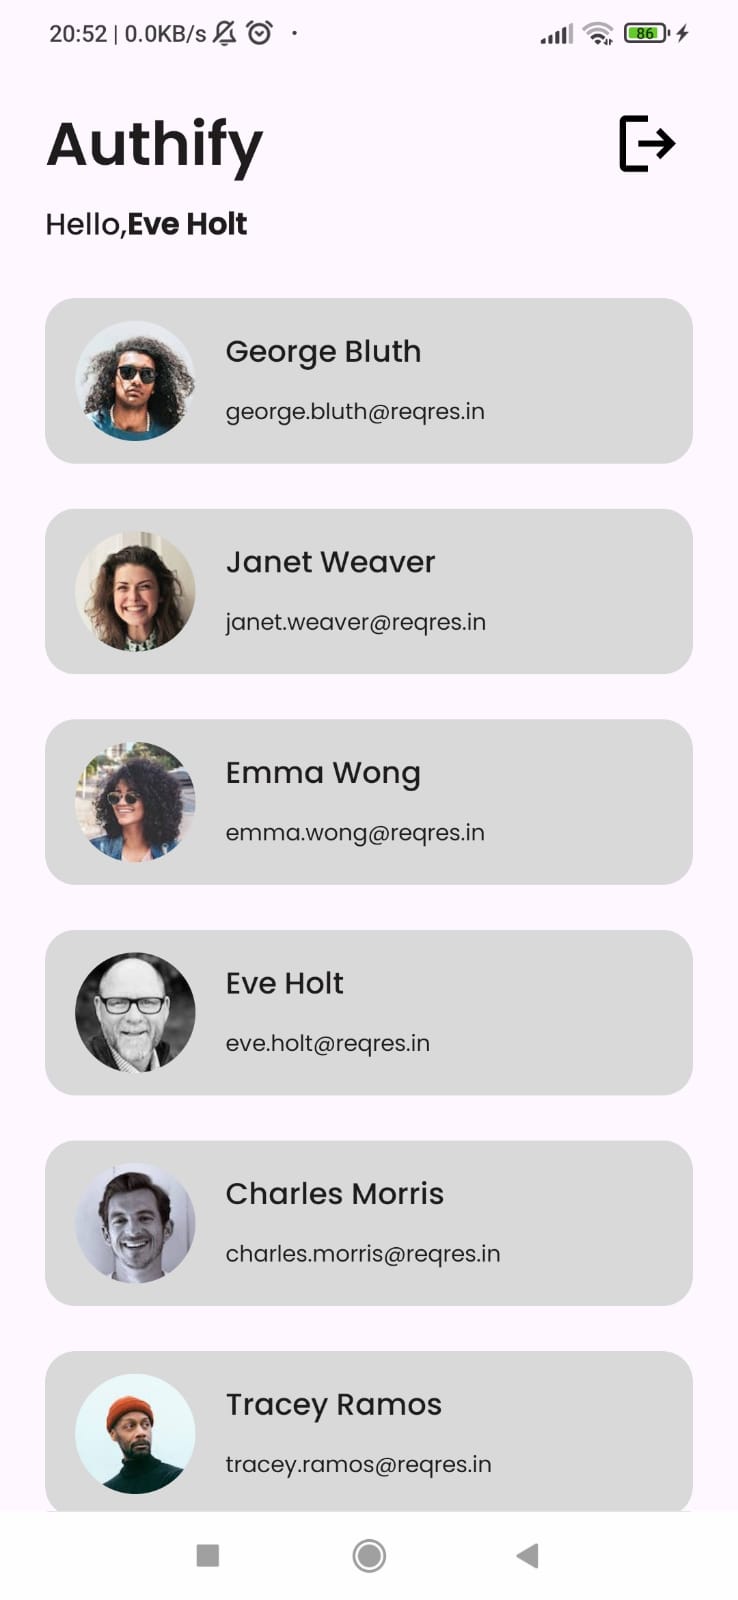 20:52 | 0.0KB/s
86
Authify
Hello,Eve Holt
George Bluth
george.bluth@reqres.in
Janet Weaver
janet.weaver@reqres.in
Emma Wong
emma.wong@reqres.in
Eve Holt
eve.holt@reqres.in
Charles Morris
charles.morris@reqres.in
Tracey Ramos
tracey.ramos@reqres.in